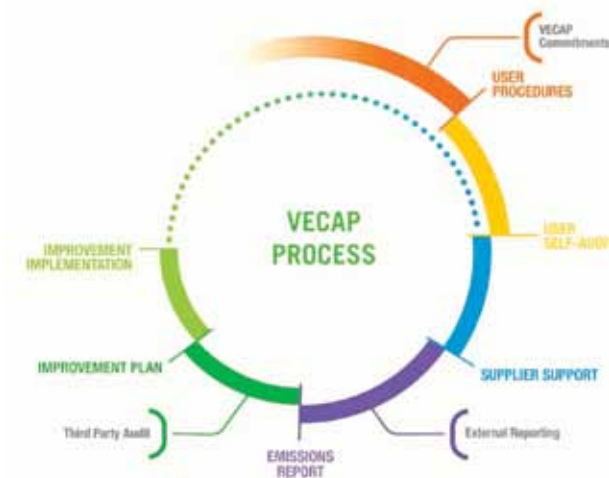 VECAP
Commitments
USER
PROCEDURES
VECAP
PROCESS
USER
SELF-AUDIT
IMPROVEMENT
IMPLEMENTATION
IMPROVEMENT PLAN
SUPPLIER SUPPORT
Third Party Audit
External Reporting
EMISSIONS
REPORT